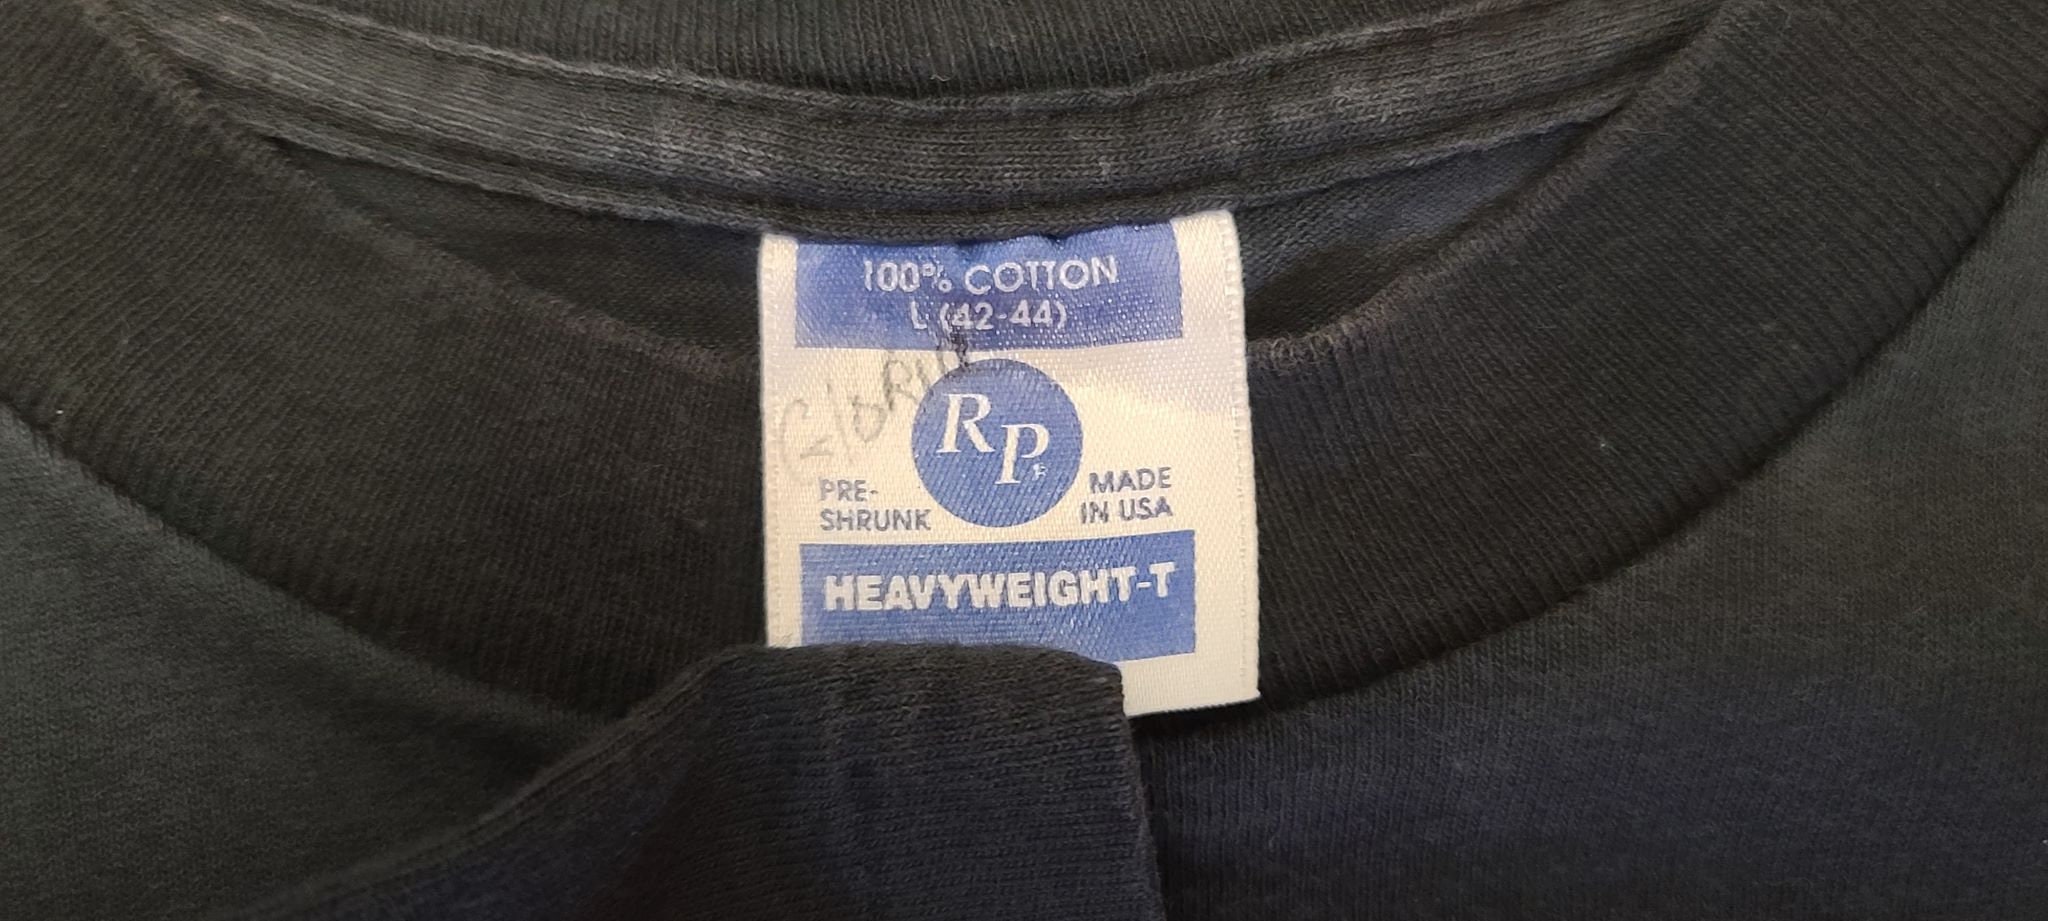 100% COTTON
L (42-44)
RP
PRE-
SHRUNK
MADE
IN USA
HEAVYWEIGHT-T